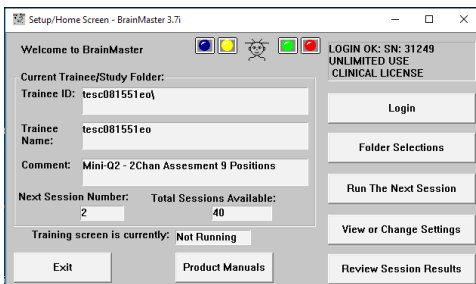 Setup/Home Screen - BrainMaster 3.7i
Welcome to BrainMaster
LOGIN OK: SN: 31249
UNLIMITED USE
CLINICAL LICENSE
Current Trainee/Study Folder:
Trainee ID: tesc081551eo\
Trainee Name: tesc081551eo
Comment: Mini-Q2 - 2Chan Assesment 9 Positions
Next Session Number: 2
Total Sessions Available: 40
Training screen is currently: Not Running
Exit
Product Manuals
Login
Folder Selections
Run The Next Session
View or Change Settings
Review Session Results